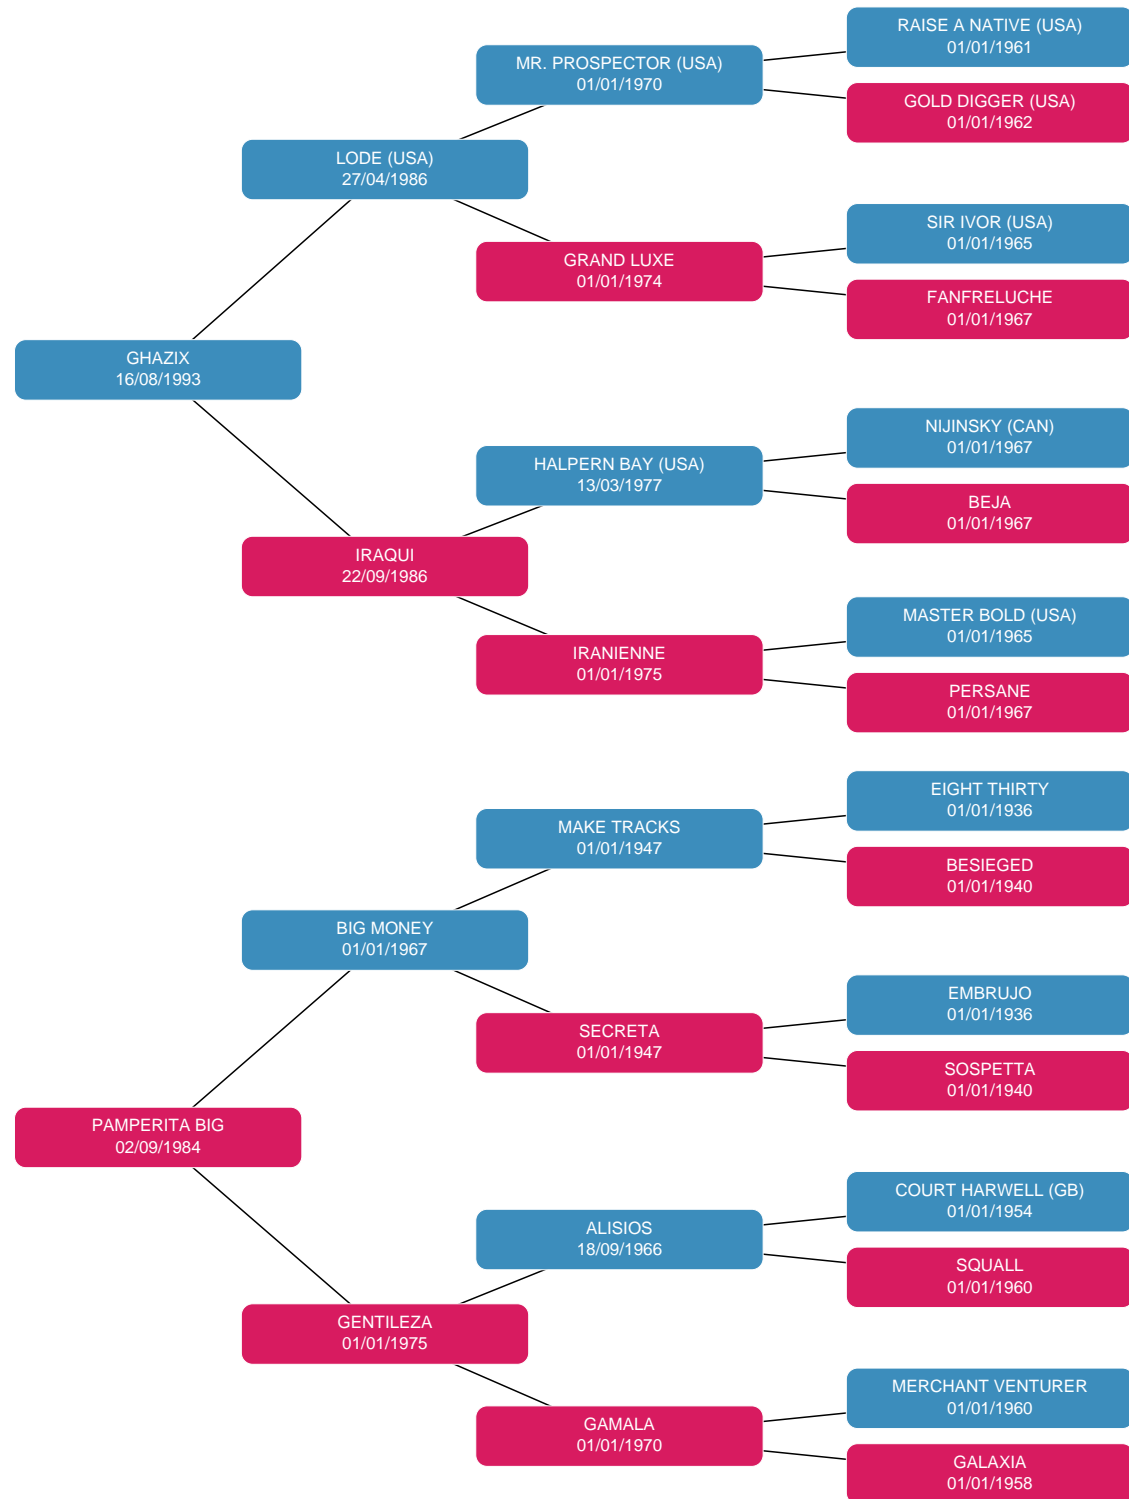 RAISE A NATIVE (USA)
01/01/1961
MR. PROSPECTOR (USA)
01/01/1970
GOLD DIGGER (USA)
01/01/1962
LODE (USA)
27/04/1986
SIR IVOR (USA)
01/01/1965
GRAND LUXE
01/01/1974
FANFRELUCHE
01/01/1967
GHAZIX
16/08/1993
NIJINSKY (CAN)
01/01/1967
HALPERN BAY (USA)
13/03/1977
BEJA
01/01/1967
IRAQUI
22/09/1986
MASTER BOLD (USA)
01/01/1965
IRANIENNE
01/01/1975
PERSANE
01/01/1967
EIGHT THIRTY
01/01/1936
MAKE TRACKS
01/01/1947
BESIEGED
01/01/1940
BIG MONEY
01/01/1967
EMBRUJO
01/01/1936
SECRETA
01/01/1947
SOSPETTA
01/01/1940
PAMPERITA BIG
02/09/1984
COURT HARWELL (GB)
01/01/1954
ALISIOS
18/09/1966
SQUALL
01/01/1960
GENTILEZA
01/01/1975
MERCHANT VENTURER
01/01/1960
GAMALA
01/01/1970
GALAXIA
01/01/1958